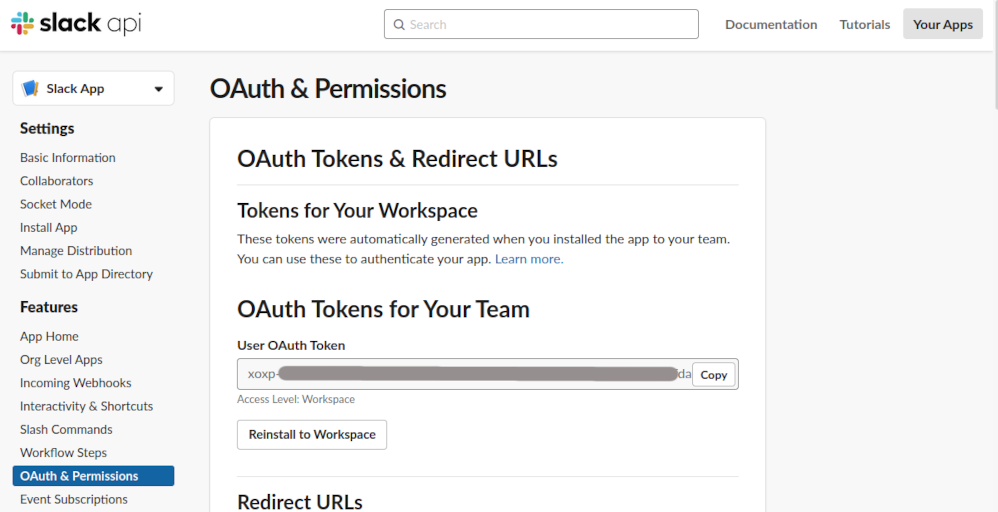 slack api
Search
Documentation
Tutorials
Your Apps
Slack App
Settings
Basic Information
Collaborators
Socket Mode
Install App
Manage Distribution
Submit to App Directory
Features
App Home
Org Level Apps
Incoming Webhooks
Interactivity & Shortcuts
Slash Commands
Workflow Steps
OAuth & Permissions
Event Subscriptions
OAuth & Permissions
OAuth Tokens & Redirect URLs
Tokens for Your Workspace
These tokens were automatically generated when you installed the app to your team.
You can use these to authenticate your app. Learn more.
OAuth Tokens for Your Team
User OAuth Token
xoxp-
Copy
Access Level: Workspace
Reinstall to Workspace
Redirect URLs